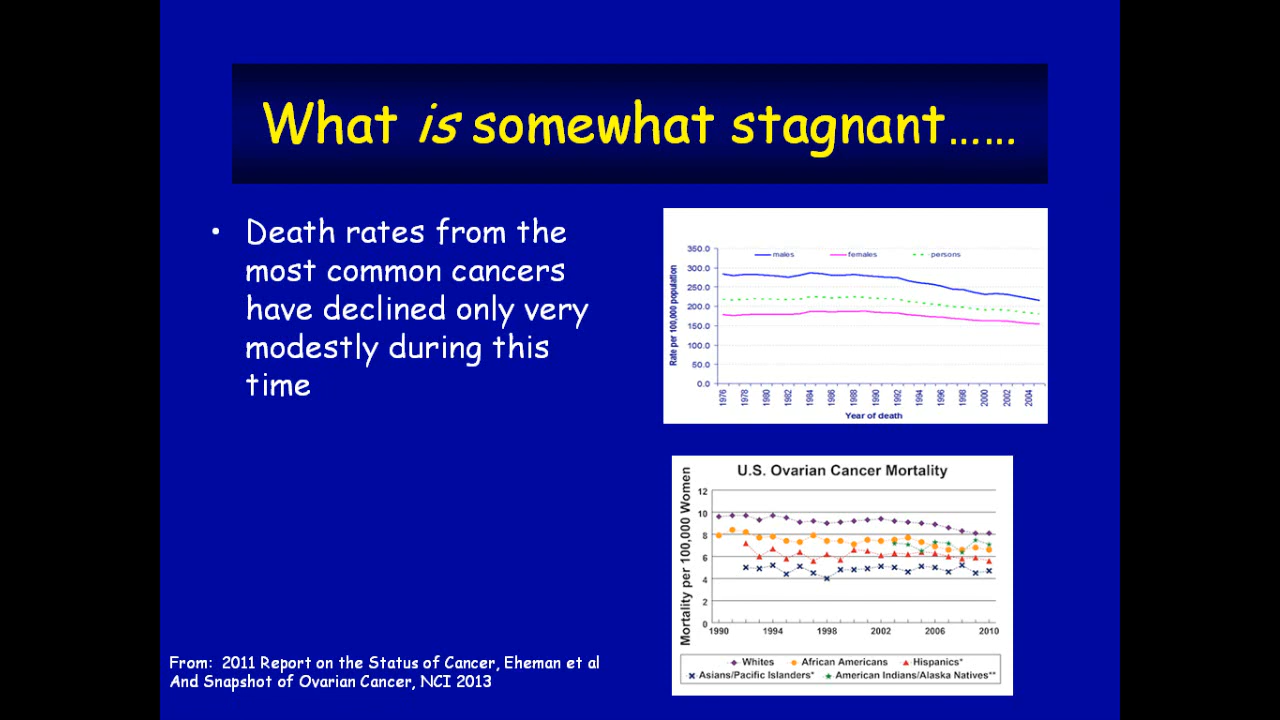 What is somewhat stagnant……
• Death rates from the
most common cancers
have declined only very
modestly during this
time
males females persons
Rate per 100,000 population
350.0
300.0
250.0
200.0
150.0
100.0
50.0
0.0
1976 1978 1980 1982 1984 1986 1988 1990 1992 1994 1996 1998 2000 2002 2004
Year of death
U.S. Ovarian Cancer Mortality
Mortality per 100,000 Women
12
10
8
6
4
2
0
1990 1994 1998 2002 2006 2010
Whites African Americans Hispanics*
Asians/Pacific Islanders* American Indians/Alaska Natives**
From: 2011 Report on the Status of Cancer, Eheman et al
And Snapshot of Ovarian Cancer, NCI 2013